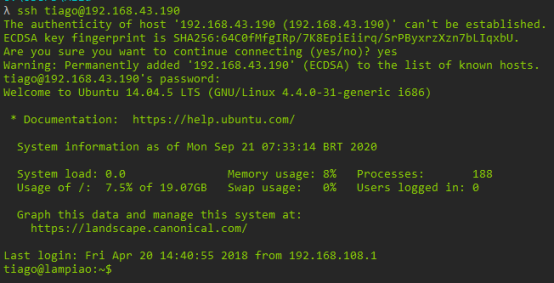 λ ssh tiago@192.168.43.190
The authenticity of host '192.168.43.190 (192.168.43.190)' can't be established.
ECDSA key fingerprint is SHA256:64C0fMfgIRp/7K8EpiEiirq/SrPByxrzXzn7bLIqxbU.
Are you sure you want to continue connecting (yes/no)? yes
Warning: Permanently added '192.168.43.190' (ECDSA) to the list of known hosts.
tiago@192.168.43.190's password:
Welcome to Ubuntu 14.04.5 LTS (GNU/Linux 4.4.0-31-generic i686)
* Documentation: https://help.ubuntu.com/
System information as of Mon Sep 21 07:33:14 BRT 2020
System load: 0.0 Memory usage: 8% Processes: 188
Usage of /: 7.5% of 19.07GB Swap usage: 0% Users logged in: 0
Graph this data and manage this system at:
https://landscape.canonical.com/
Last login: Fri Apr 20 14:40:55 2018 from 192.168.108.1
tiago@lampiao:~$